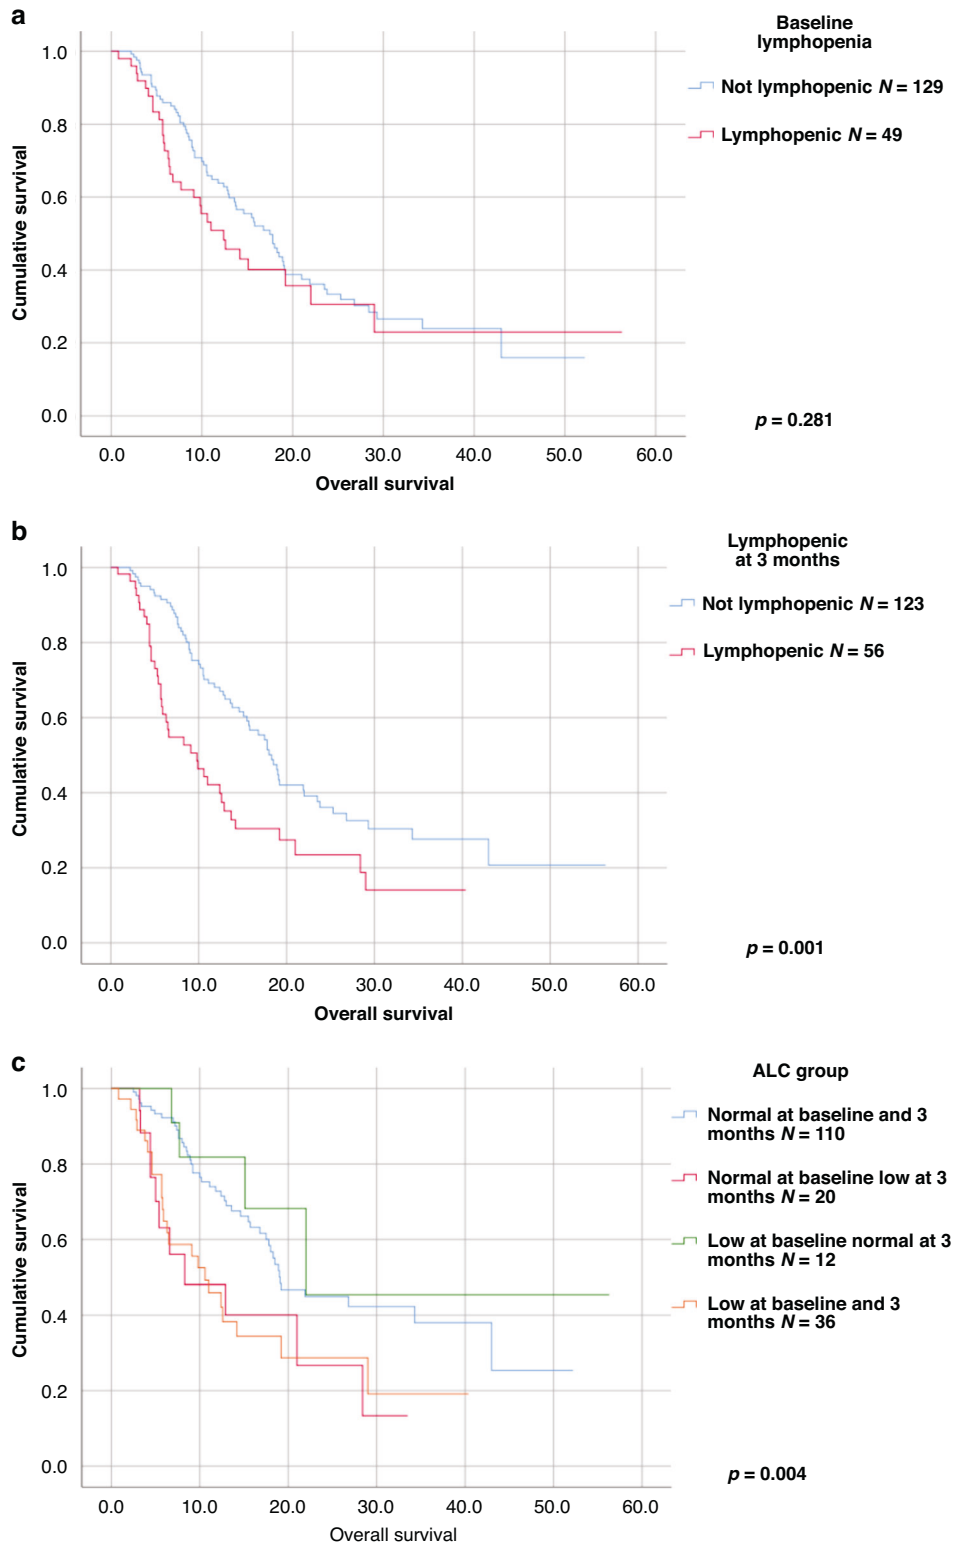 a
Baseline
lymphopenia
Not lymphopenic N = 129
Lymphopenic N = 49
Cumulative survival
1.0
0.8
0.6
0.4
0.2
0.0
0.0 10.0 20.0 30.0 40.0 50.0 60.0
Overall survival
p = 0.281
b
Lymphopenic
at 3 months
Not lymphopenic N = 123
Lymphopenic N = 56
Cumulative survival
1.0
0.8
0.6
0.4
0.2
0.0
0.0 10.0 20.0 30.0 40.0 50.0 60.0
Overall survival
p = 0.001
c
ALC group
Normal at baseline and 3
months N = 110
Normal at baseline low at 3
months N = 20
Low at baseline normal at 3
months N = 12
Low at baseline and 3
months N = 36
Cumulative survival
1.0
0.8
0.6
0.4
0.2
0.0
0.0 10.0 20.0 30.0 40.0 50.0 60.0
Overall survival
p = 0.004